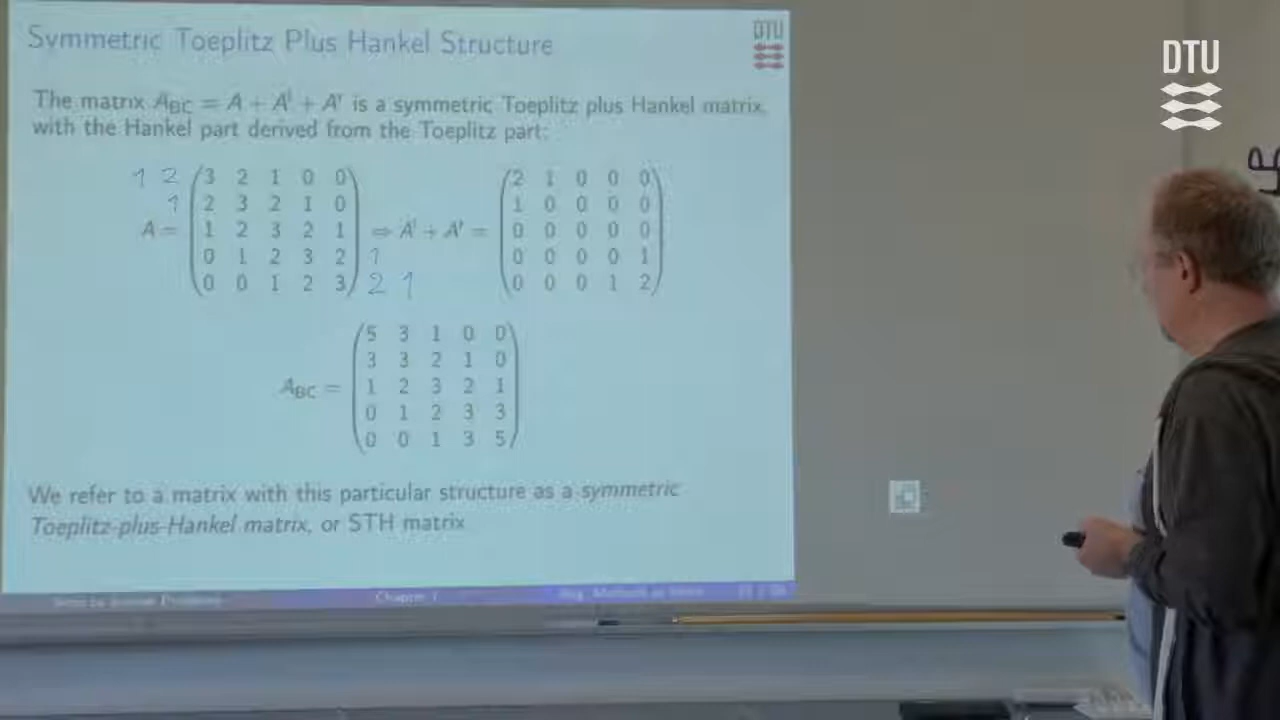 Symmetric Toeplitz Plus Hankel Structure
DTU
DTU
The matrix A_BC = A + A^l + A^r is a symmetric Toeplitz plus Hankel matrix,
with the Hankel part derived from the Toeplitz part:
1 2
1
A =
3 2 1 0 0
2 3 2 1 0
1 2 3 2 1
0 1 2 3 2
0 0 1 2 3
1
2 1
⇔ A^l + A^r =
2 1 0 0 0
1 0 0 0 0
0 0 0 0 0
0 0 0 0 1
0 0 0 1 2
A_BC =
5 3 1 0 0
3 3 2 1 0
1 2 3 2 1
0 1 2 3 3
0 0 1 3 5
We refer to a matrix with this particular structure as a symmetric
Toeplitz-plus-Hankel matrix, or STH matrix.
Chapter 7